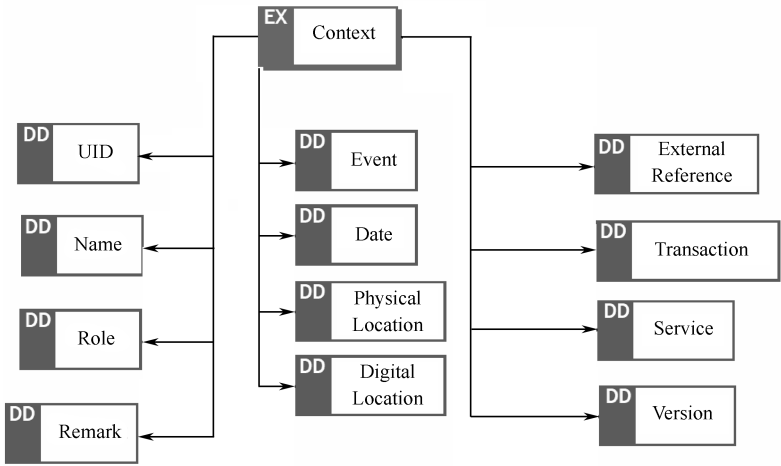 EX
Context
DD
UID
DD
Name
DD
Role
DD
Remark
DD
Event
DD
Date
DD
Physical
Location
DD
Digital
Location
DD
External
Reference
DD
Transaction
DD
Service
DD
Version